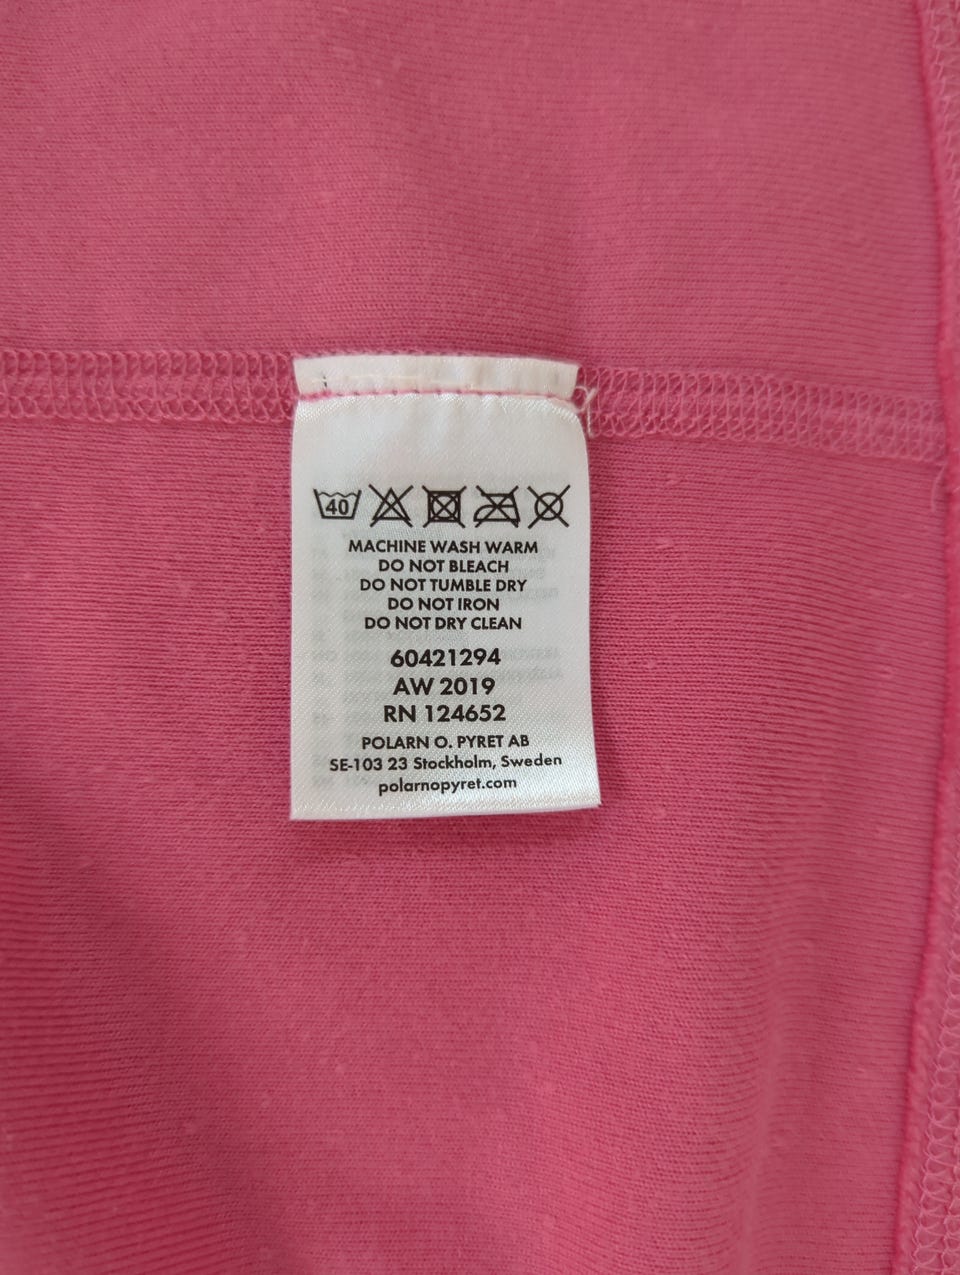 40
MACHINE WASH WARM
DO NOT BLEACH
DO NOT TUMBLE DRY
DO NOT IRON
DO NOT DRY CLEAN
60421294
AW 2019
RN 124652
POLARN O. PYRET AB
SE-103 23 Stockholm, Sweden
polarnopyret.com